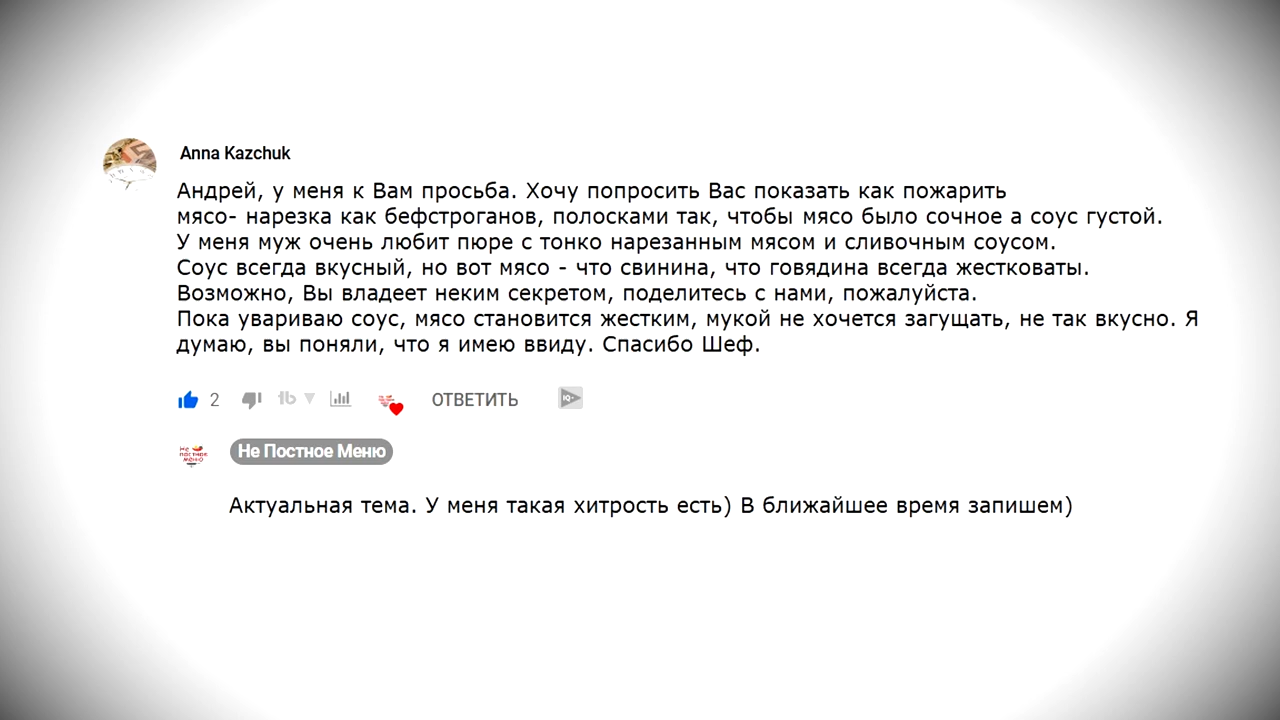 Anna Kazchuk
Андрей, у меня к Вам просьба. Хочу попросить Вас показать как пожарить
мясо- нарезка как бефстроганов, полосками так, чтобы мясо было сочное а соус густой.
У меня муж очень любит пюре с тонко нарезанным мясом и сливочным соусом.
Соус всегда вкусный, но вот мясо - что свинина, что говядина всегда жестковаты.
Возможно, Вы владеет неким секретом, поделитесь с нами, пожалуйста.
Пока увариваю соус, мясо становится жестким, мукой не хочется загущать, не так вкусно. Я
думаю, вы поняли, что я имею ввиду. Спасибо Шеф.
2 ОТВЕТИТЬ
Не Постное Меню
Актуальная тема. У меня такая хитрость есть) В ближайшее время запишем)